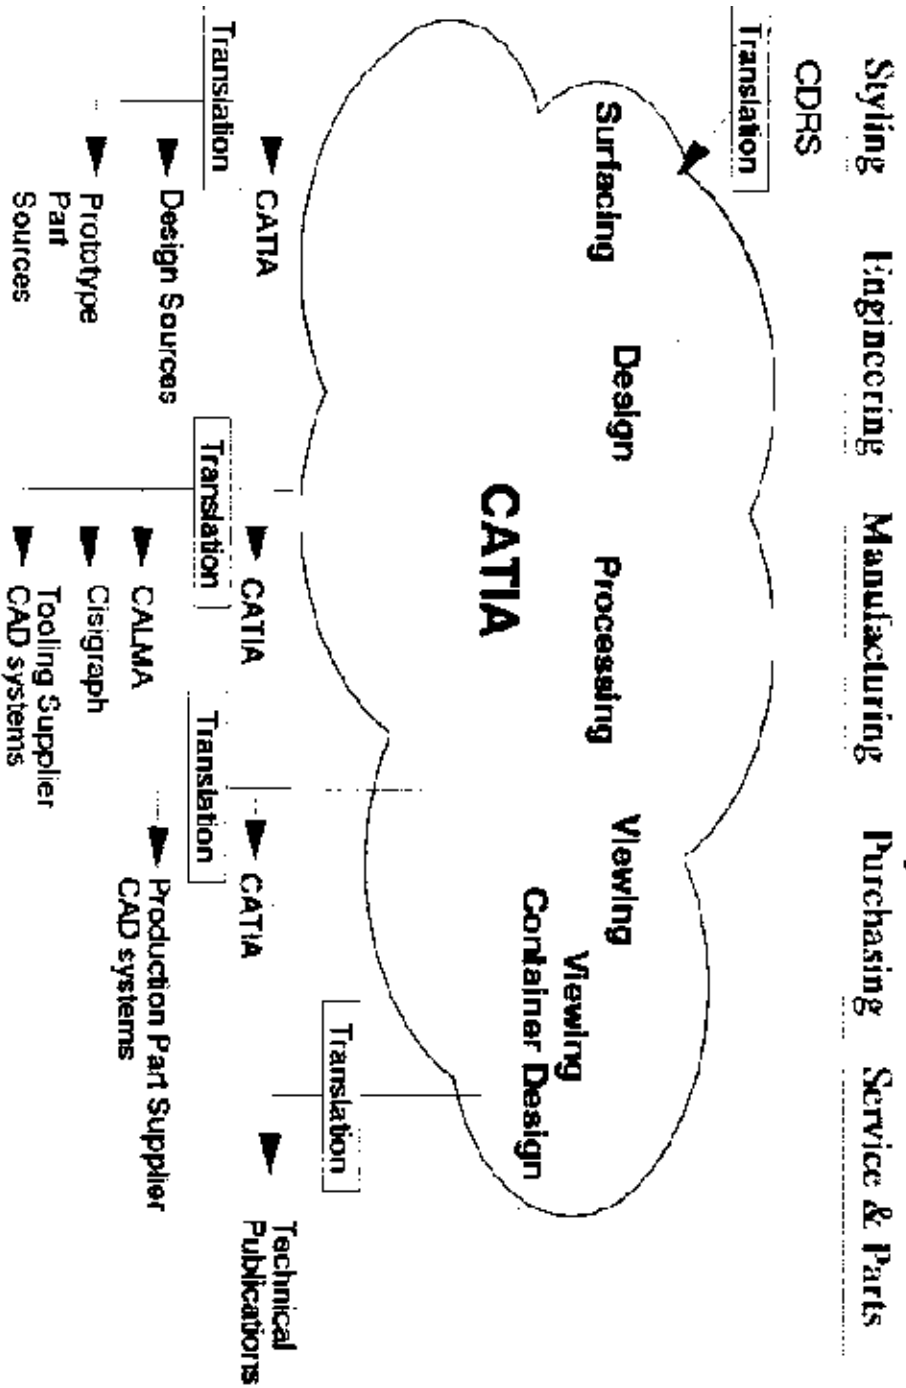 Styling
Engineering
Manufacturing
Purchasing
Service & Parts
CDRS
Translation
Surfacing
Design
Processing
Viewing
Viewing
Container Design
CATIA
Translation
CATIA
Design Sources
Prototype
Part
Sources
Translation
CATIA
CALMA
Cisigraph
Tooling Supplier
CAD systems
Translation
CATIA
Production Part Supplier
CAD systems
Translation
Technical
Publications